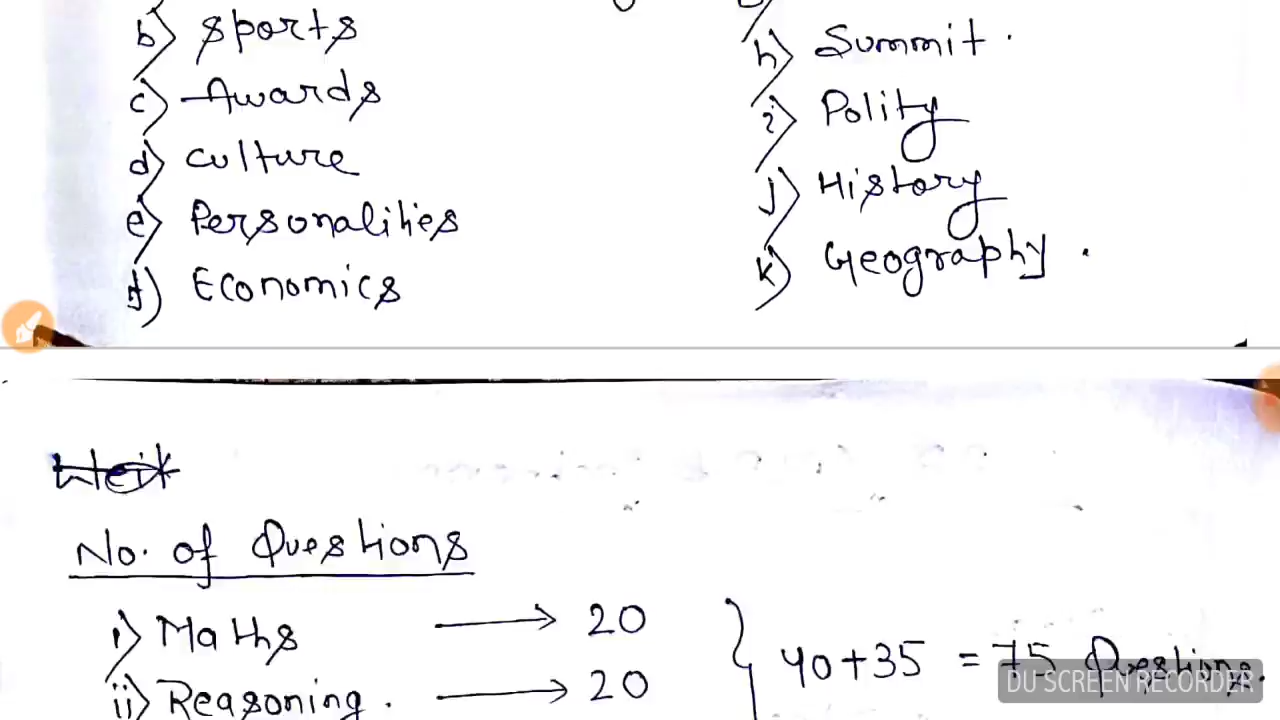 b) Sports
c) Awards
d) Culture
e) Personalities
f) Economics
h) Summit.
i) Polity
j) History
k) Geography.
No. of Questions
i) Maths → 20
ii) Reasoning. → 20
} 40+35 = 75 Questions.
DU SCREEN RECORDER